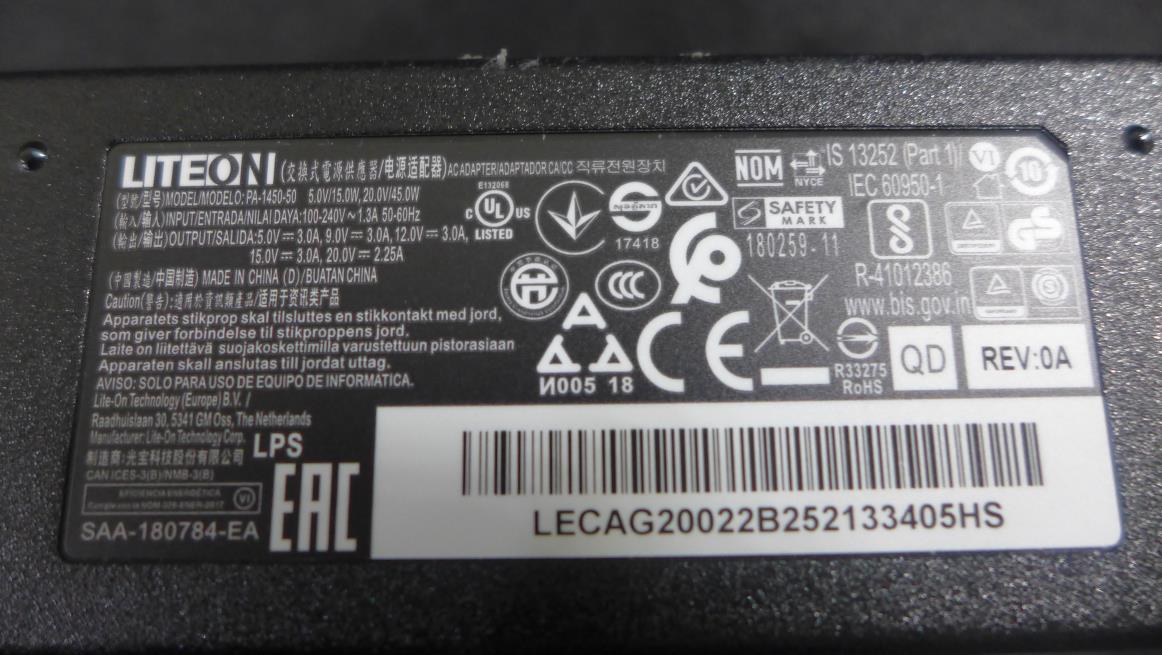 LITEON (交換式電源供應器/电源适配器) AC ADAPTER/ADAPTADOR CA/CC 직류전원장치
(型號/型号) MODEL/MODELO: PA-1450-50 5.0V/15.0W, 20.0V/45.0W
(輸入/输入) INPUT/ENTRADA/NILAI DAYA:100-240V ~ 1.3A 50-60Hz
(輸出/输出) OUTPUT/SALIDA:5.0V ⎓ 3.0A, 9.0V ⎓ 3.0A, 12.0V ⎓ 3.0A,
15.0V ⎓ 3.0A, 20.0V ⎓ 2.25A
(中國製造/中国制造) MADE IN CHINA (D)/BUATAN CHINA
Caution(警告):適用於資訊類產品/适用于资讯类产品
Apparatets stikprop skal tilsluttes en stikkontakt med jord,
som giver forbindelse til stikproppens jord.
Laite on liitettävä suojakoskettimilla varustettuun pistorasiaan
Apparaten skall anslutas till jordat uttag.
AVISO: SOLO PARA USO DE EQUIPO DE INFORMATICA.
Lite-On Technology (Europe) B.V. /
Raadhuislaan 30, 5341 GM Oss, The Netherlands
Manufacturer: Lite-On Technology Corp.
制造商:光宝科技股份有限公司
CAN ICES-3(B)/NMB-3(B)
LPS
EFICIENCIA ENERGÉTICA
VI
SAA-180784-EA
EAC
E132068
C UL US
LISTED
17418
CCC
N005 18
CE
NOM
NYCE
S SAFETY
MARK
180259-11
IS 13252 (Part 1)/
IEC 60950-1
VI
10
GS
R-41012386
www.bis.gov.in
R33275
RoHS
QD
REV:0A
LECAG20022B252133405HS